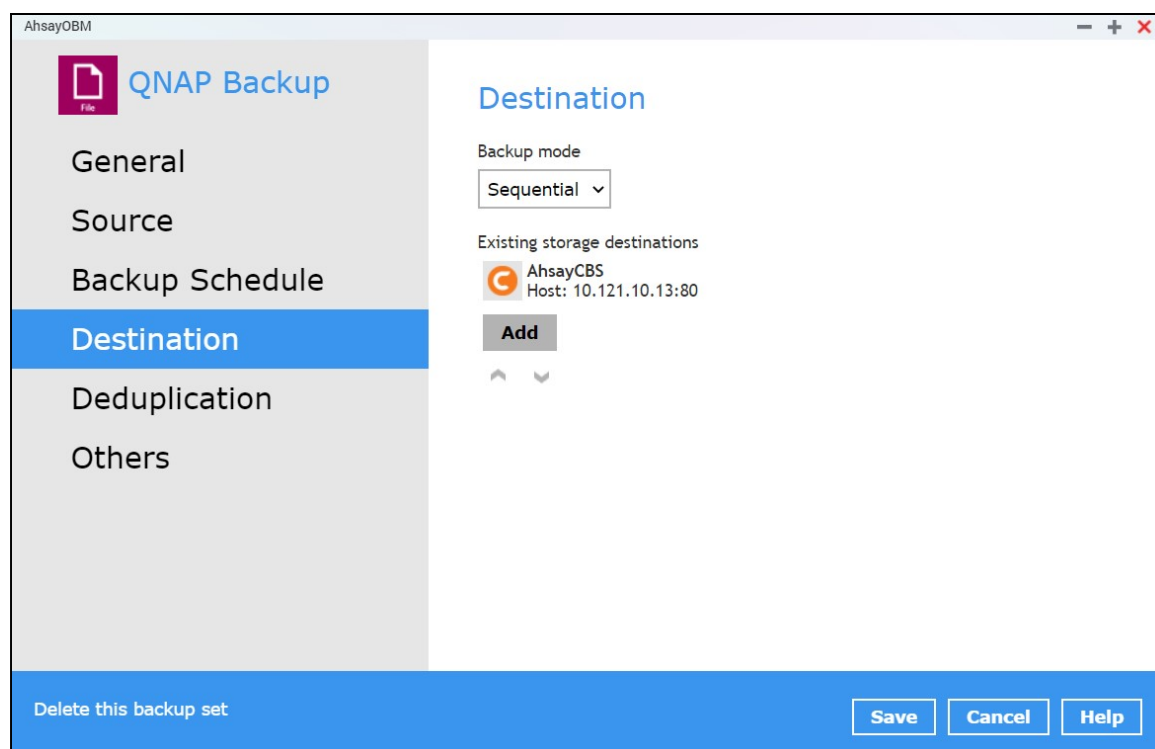 AhsayOBM
File
QNAP Backup
General
Source
Backup Schedule
Destination
Deduplication
Others
Destination
Backup mode
Sequential
Existing storage destinations
AhsayCBS
Host: 10.121.10.13:80
Add
Delete this backup set
Save
Cancel
Help